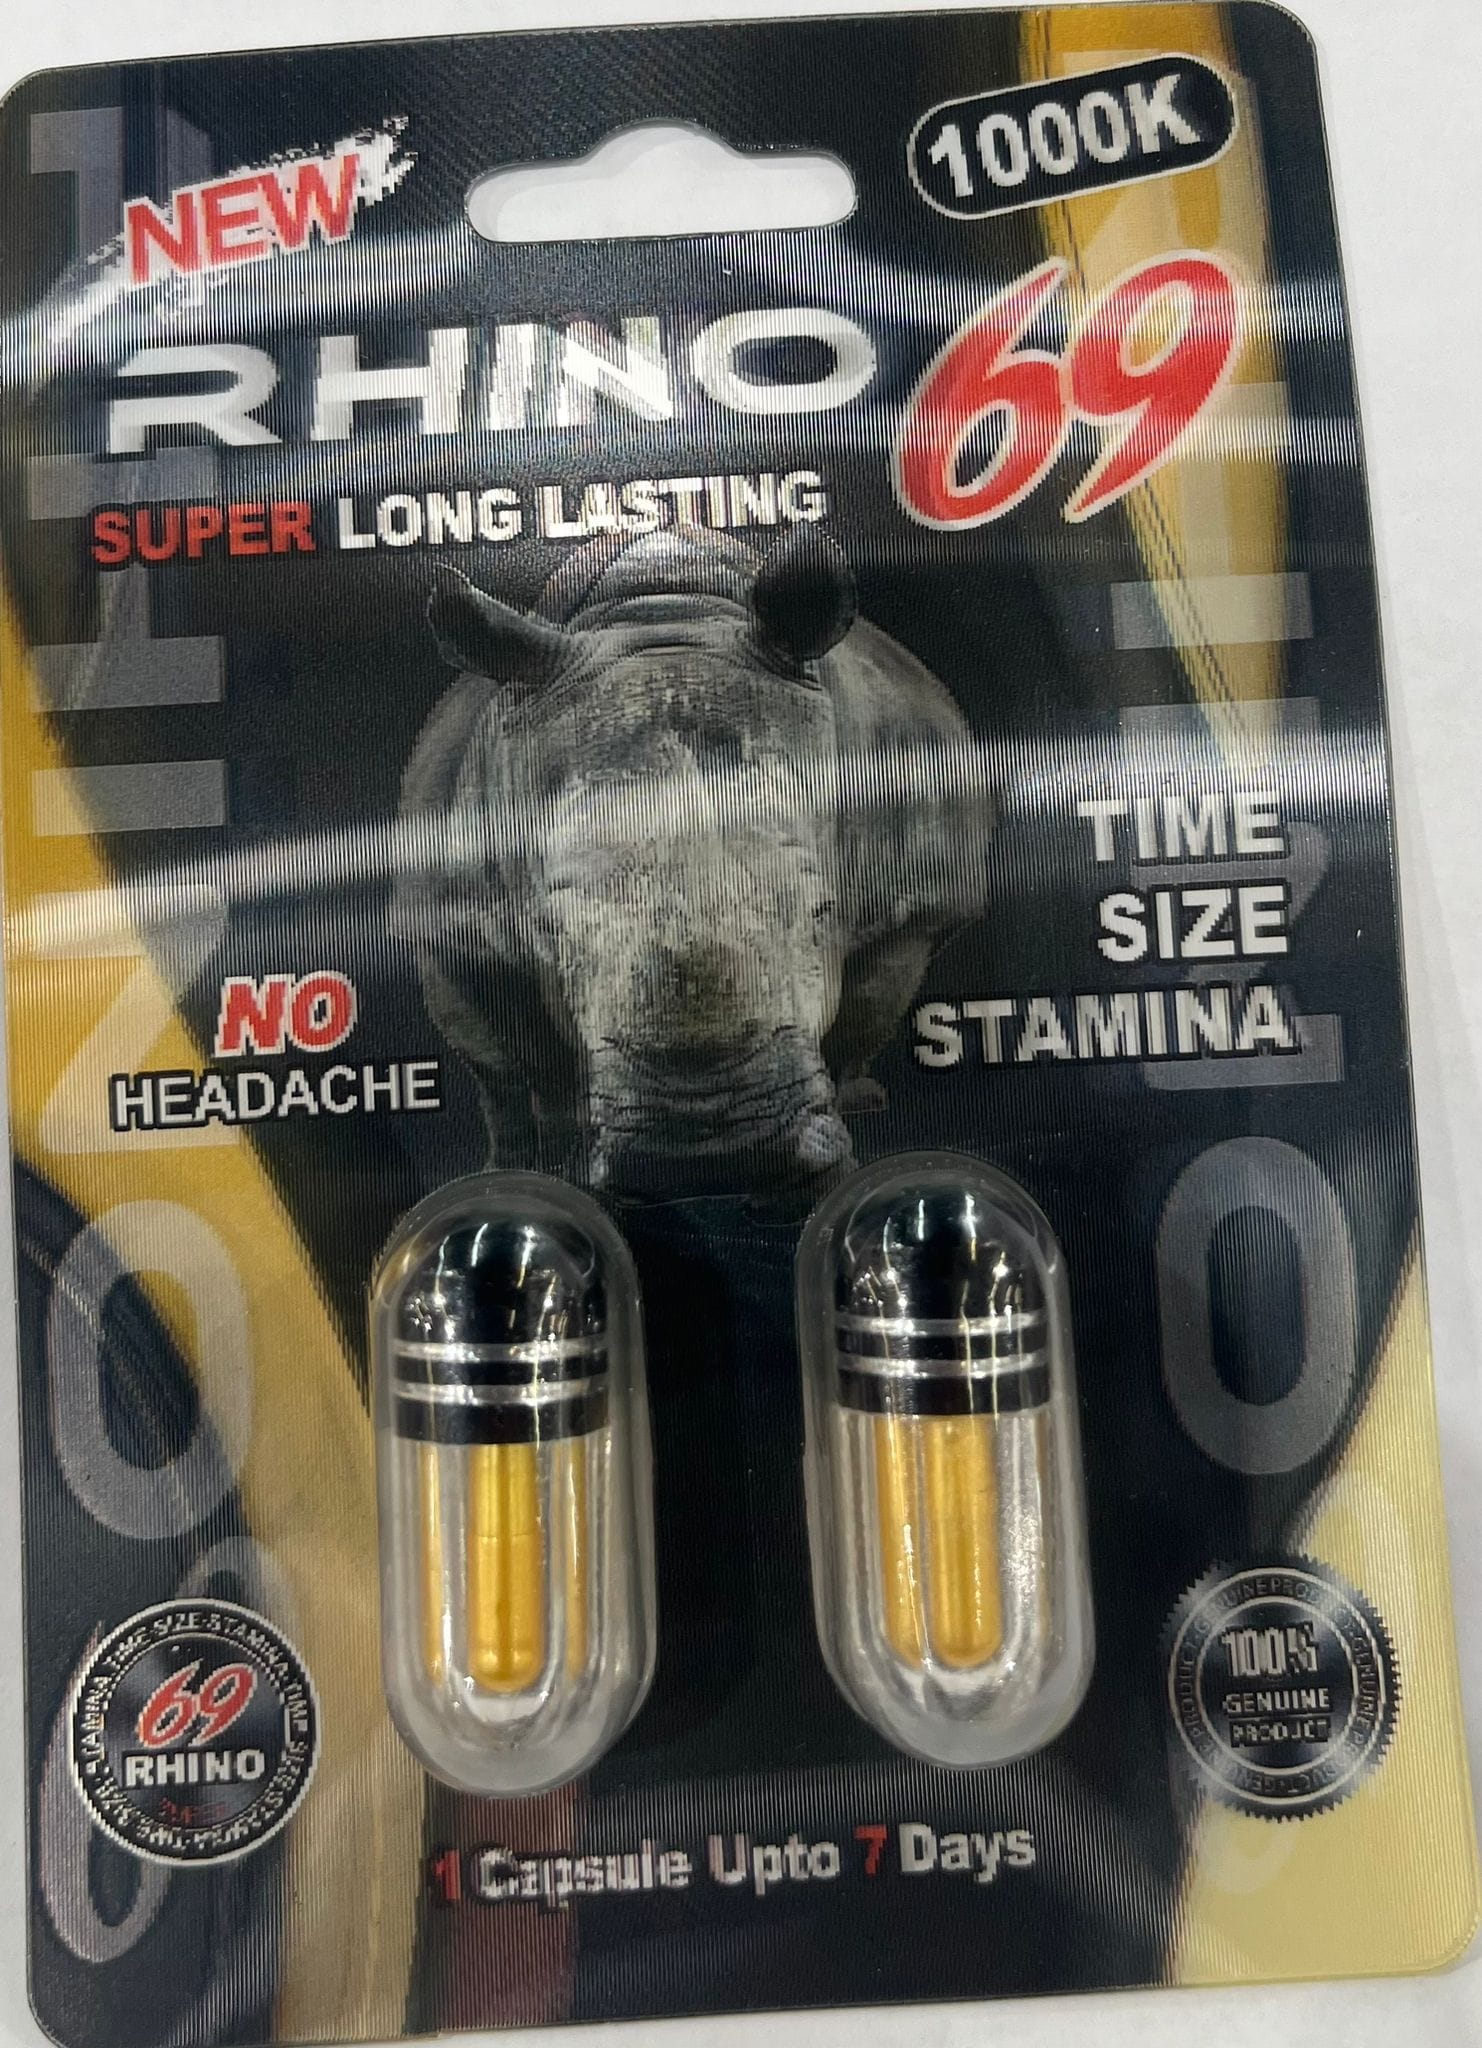 NEW
1000K
RHINO 69
SUPER LONG LASTING
TIME
SIZE
STAMINA
NO
HEADACHE
69
RHINO
100%
GENUINE
PRODUCT
1 Capsule Upto 7 Days